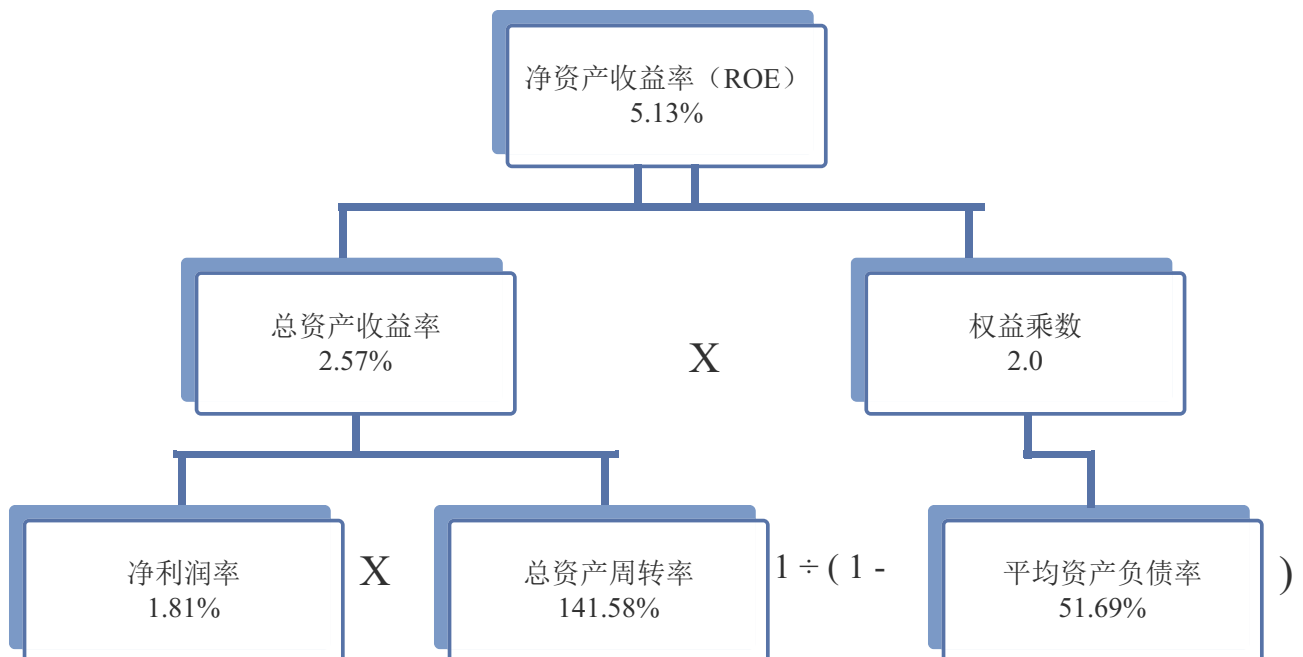 净资产收益率（ROE）
5.13%
总资产收益率
2.57%
X
权益乘数
2.0
净利润率
1.81%
X
总资产周转率
141.58%
1 ÷ ( 1 -
平均资产负债率
51.69%
)